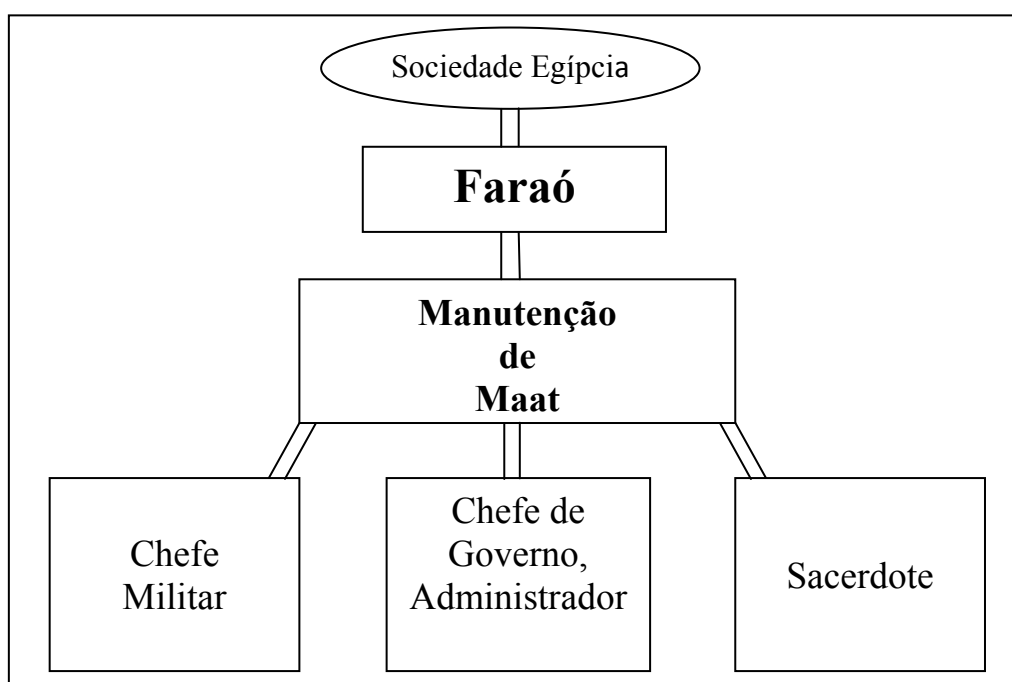 Sociedade Egípcia
Faraó
Manutenção
de
Maat
Chefe
Militar
Chefe de
Governo,
Administrador
Sacerdote